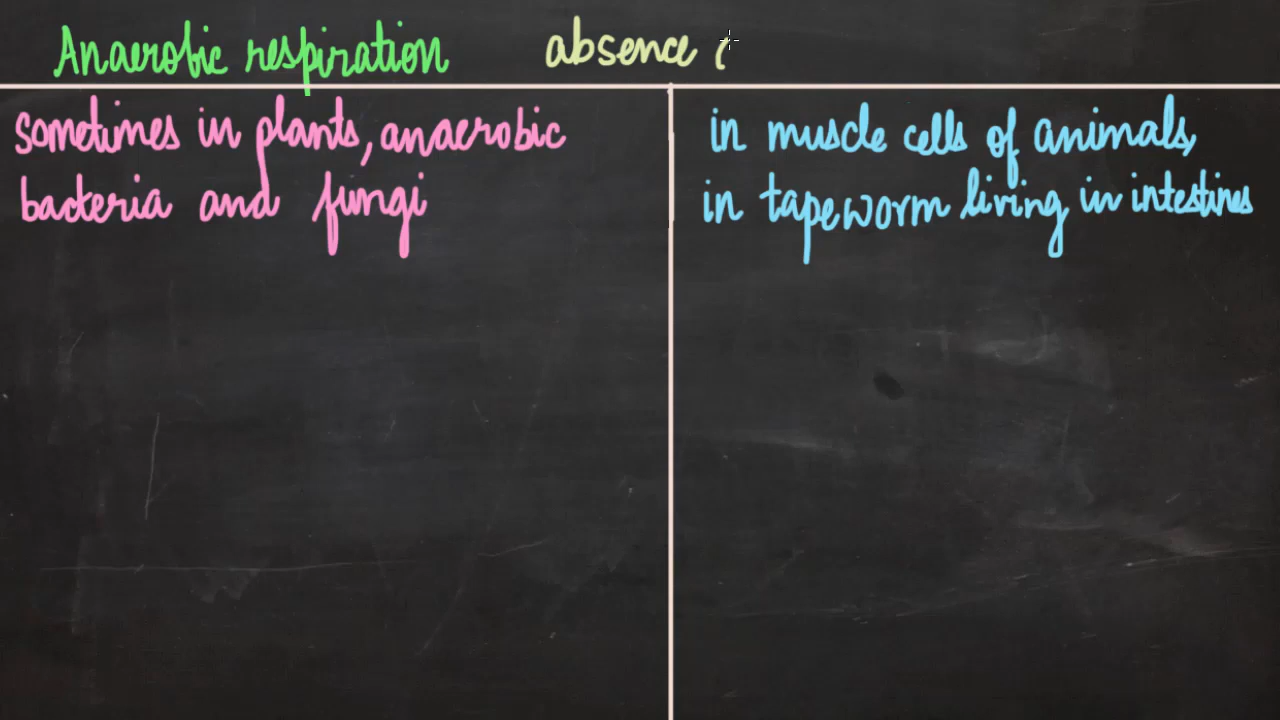 Anaerobic respiration absence
sometimes in plants, anaerobic
bacteria and fungi
in muscle cells of animals,
in tapeworm living in intestines